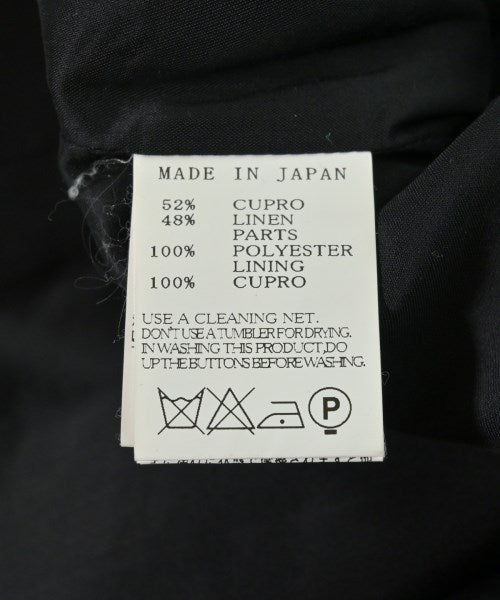 MADE IN JAPAN
52% CUPRO
48% LINEN
PARTS
100% POLYESTER
LINING
100% CUPRO
USE A CLEANING NET.
DON'T USE A TUMBLER FOR DRYING.
IN WASHING THIS PRODUCT,DO
UP THE BUTTONS BEFORE WASHING.
P